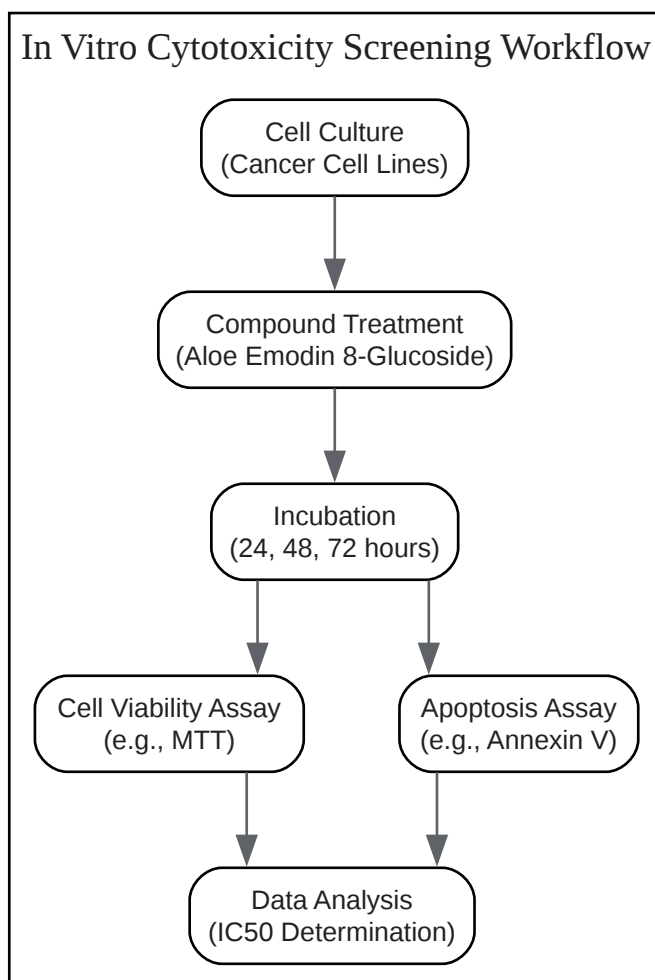 In Vitro Cytotoxicity Screening Workflow
Cell Culture
(Cancer Cell Lines)
Compound Treatment
(Aloe Emodin 8-Glucoside)
Incubation
(24, 48, 72 hours)
Cell Viability Assay
(e.g., MTT)
Apoptosis Assay
(e.g., Annexin V)
Data Analysis
(IC50 Determination)